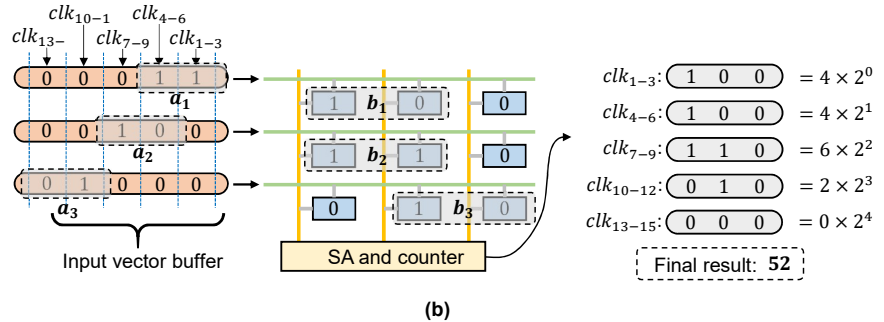 clk₁₀₋₁ clk₄₋₆
clk₁₃₋ clk₇₋₉ clk₁₋₃
0 0 0 1 1
a₁
0 0 1 0 0
a₂
0 1 0 0 0
a₃
Input vector buffer
1 b₁ 0 0
1 b₂ 1 0
0 1 b₃ 0
SA and counter
clk₁₋₃: 1 0 0 = 4 × 2⁰
clk₄₋₆: 1 0 0 = 4 × 2¹
clk₇₋₉: 1 1 0 = 6 × 2²
clk₁₀₋₁₂: 0 1 0 = 2 × 2³
clk₁₃₋₁₅: 0 0 0 = 0 × 2⁴
Final result: 52
(b)